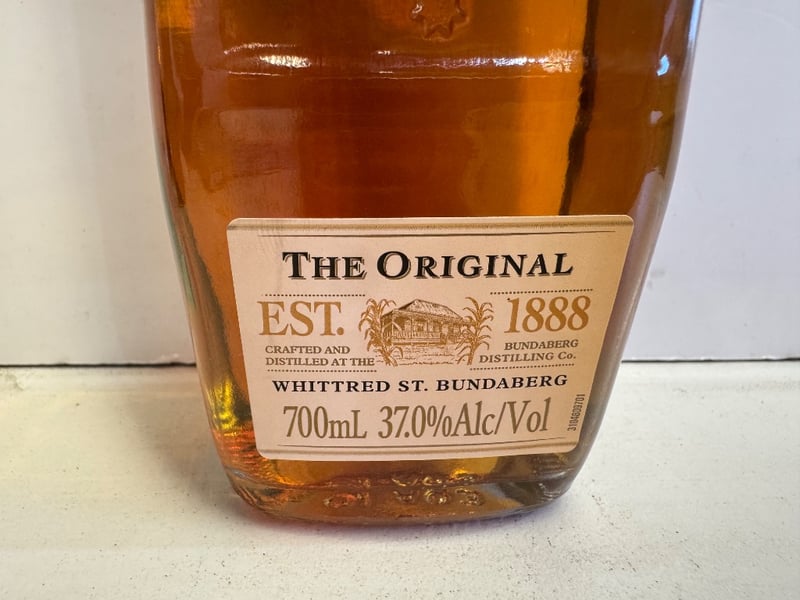 THE ORIGINAL
EST. 1888
CRAFTED AND
DISTILLED AT THE
BUNDABERG
DISTILLING Co.
WHITTRED ST. BUNDABERG
700mL 37.0%Alc/Vol
3104609701